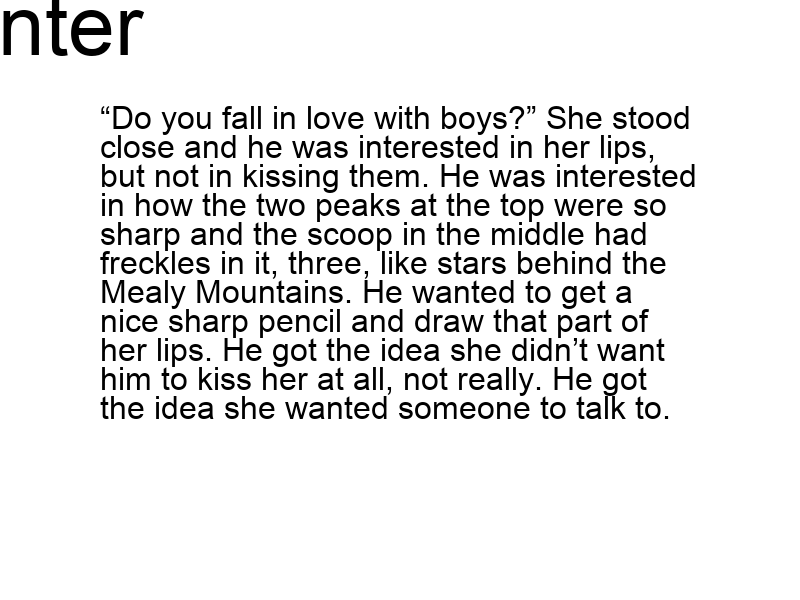 nter
“Do you fall in love with boys?” She stood
close and he was interested in her lips,
but not in kissing them. He was interested
in how the two peaks at the top were so
sharp and the scoop in the middle had
freckles in it, three, like stars behind the
Mealy Mountains. He wanted to get a
nice sharp pencil and draw that part of
her lips. He got the idea she didn’t want
him to kiss her at all, not really. He got
the idea she wanted someone to talk to.